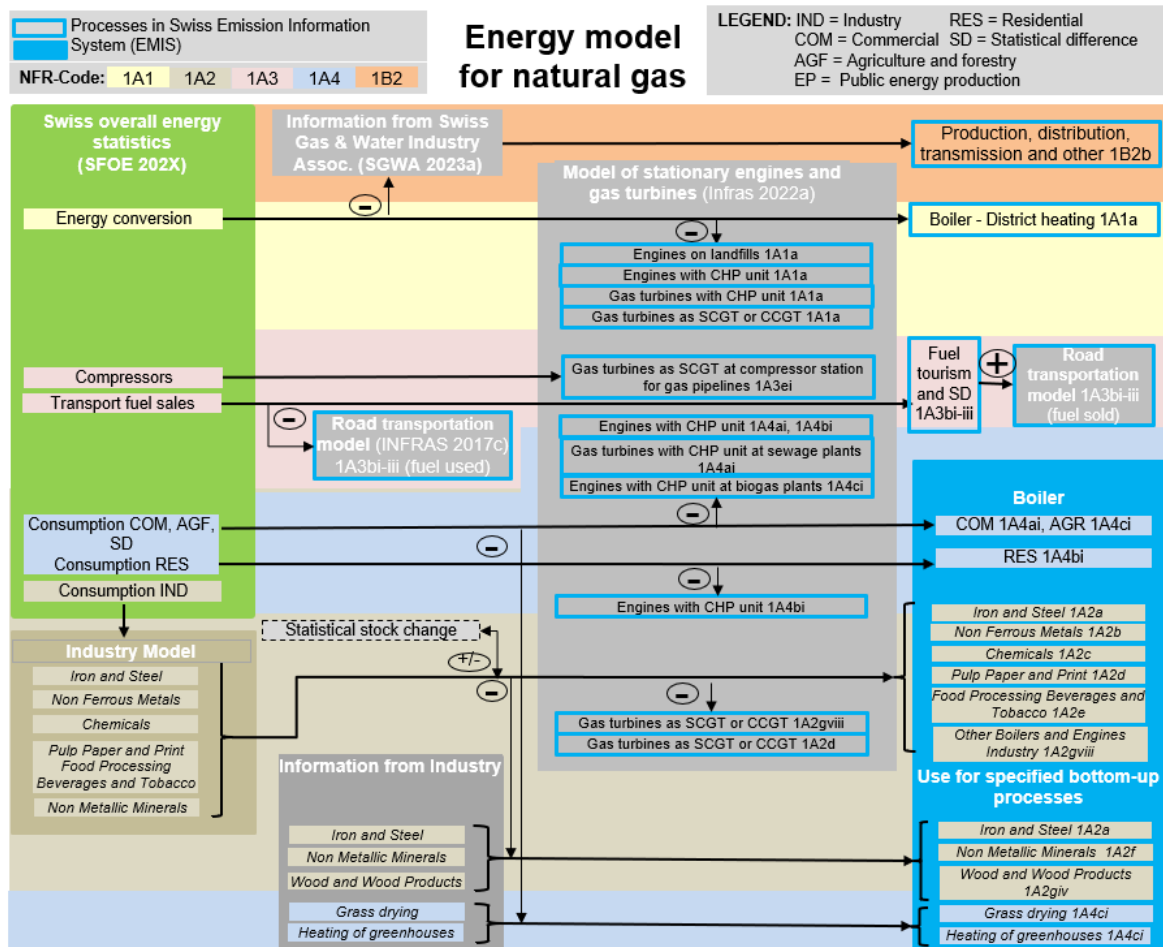 Processes in Swiss Emission Information
System (EMIS)
NFR-Code: 1A1 1A2 1A3 1A4 1B2
Energy model
for natural gas
LEGEND: IND = Industry RES = Residential
COM = Commercial SD = Statistical difference
AGF = Agriculture and forestry
EP = Public energy production
Swiss overall energy
statistics
(SFOE 202X)
Information from Swiss
Gas & Water Industry
Assoc. (SGWA 2023a)
Production, distribution,
transmission and other 1B2b
Model of stationary engines and
gas turbines (Infras 2022a)
-
Energy conversion
Boiler - District heating 1A1a
-
Engines on landfills 1A1a
Engines with CHP unit 1A1a
Gas turbines with CHP unit 1A1a
Gas turbines as SCGT or CCGT 1A1a
Compressors
Gas turbines as SCGT at compressor station
for gas pipelines 1A3ei
Transport fuel sales
Fuel
tourism
and SD
1A3bi-iii
+
Road
transportation
model 1A3bi-iii
(fuel sold)
-
Road transportation
model (INFRAS 2017c)
1A3bi-iii (fuel used)
Engines with CHP unit 1A4ai, 1A4bi
Gas turbines with CHP unit at sewage plants
1A4ai
Engines with CHP unit at biogas plants 1A4ci
-
Boiler
Consumption COM, AGF,
SD
Consumption RES
Consumption IND
-
COM 1A4ai, AGR 1A4ci
RES 1A4bi
-
Engines with CHP unit 1A4bi
Statistical stock change
+/-
-
Industry Model
Iron and Steel
Non Ferrous Metals
Chemicals
Pulp Paper and Print
Food Processing
Beverages and Tobacco
Non Metallic Minerals
-
Gas turbines as SCGT or CCGT 1A2gviii
Gas turbines as SCGT or CCGT 1A2d
Iron and Steel 1A2a
Non Ferrous Metals 1A2b
Chemicals 1A2c
Pulp Paper and Print 1A2d
Food Processing Beverages and
Tobacco 1A2e
Other Boilers and Engines
Industry 1A2gviii
Information from Industry
Iron and Steel
Non Metallic Minerals
Wood and Wood Products
Grass drying
Heating of greenhouses
Use for specified bottom-up
processes
Iron and Steel 1A2a
Non Metallic Minerals 1A2f
Wood and Wood Products
1A2giv
Grass drying 1A4ci
Heating of greenhouses 1A4ci